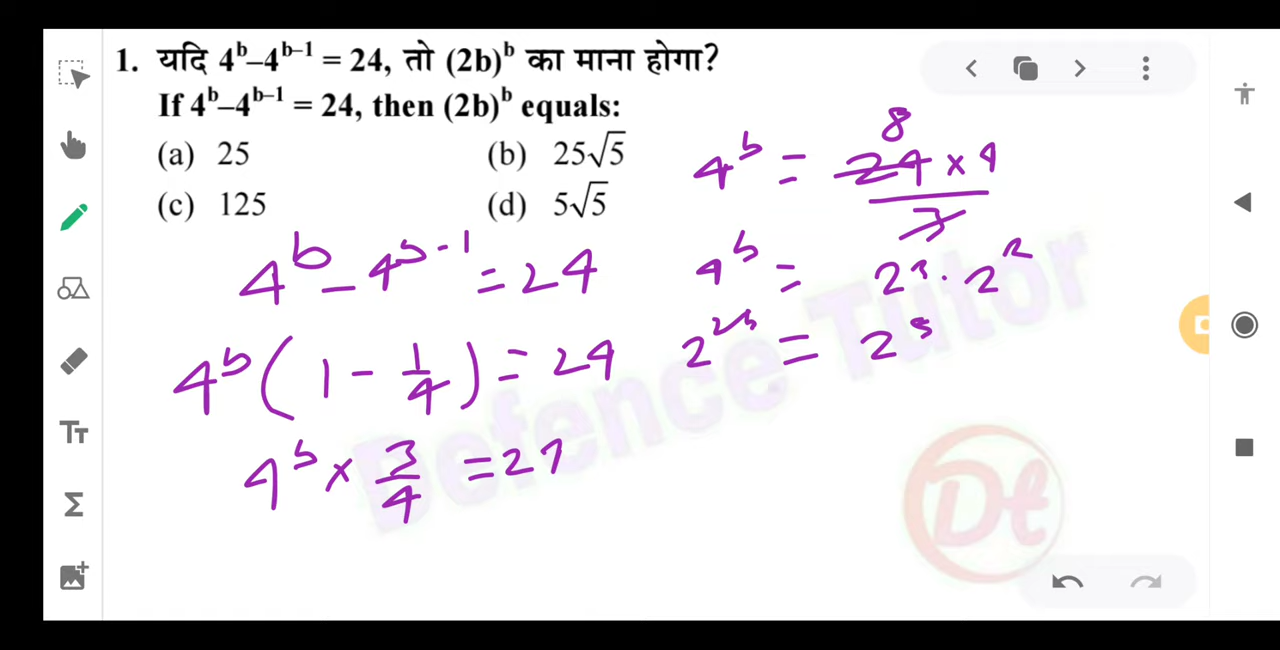 1. यदि 4ᵇ–4ᵇ⁻¹ = 24, तो (2b)ᵇ का माना होगा?
If 4ᵇ–4ᵇ⁻¹ = 24, then (2b)ᵇ equals:
(a) 25 (b) 25√5
(c) 125 (d) 5√5
4ᵇ - 4ᵇ⁻¹ = 24
4ᵇ (1 - 1/4) = 24
4ᵇ × 3/4 = 24
8
4ᵇ = 24 × 4 / 3
4ᵇ = 2³ · 2²
2²ᵇ = 2⁵
Defence Tutor
Dt
Tт
Σ